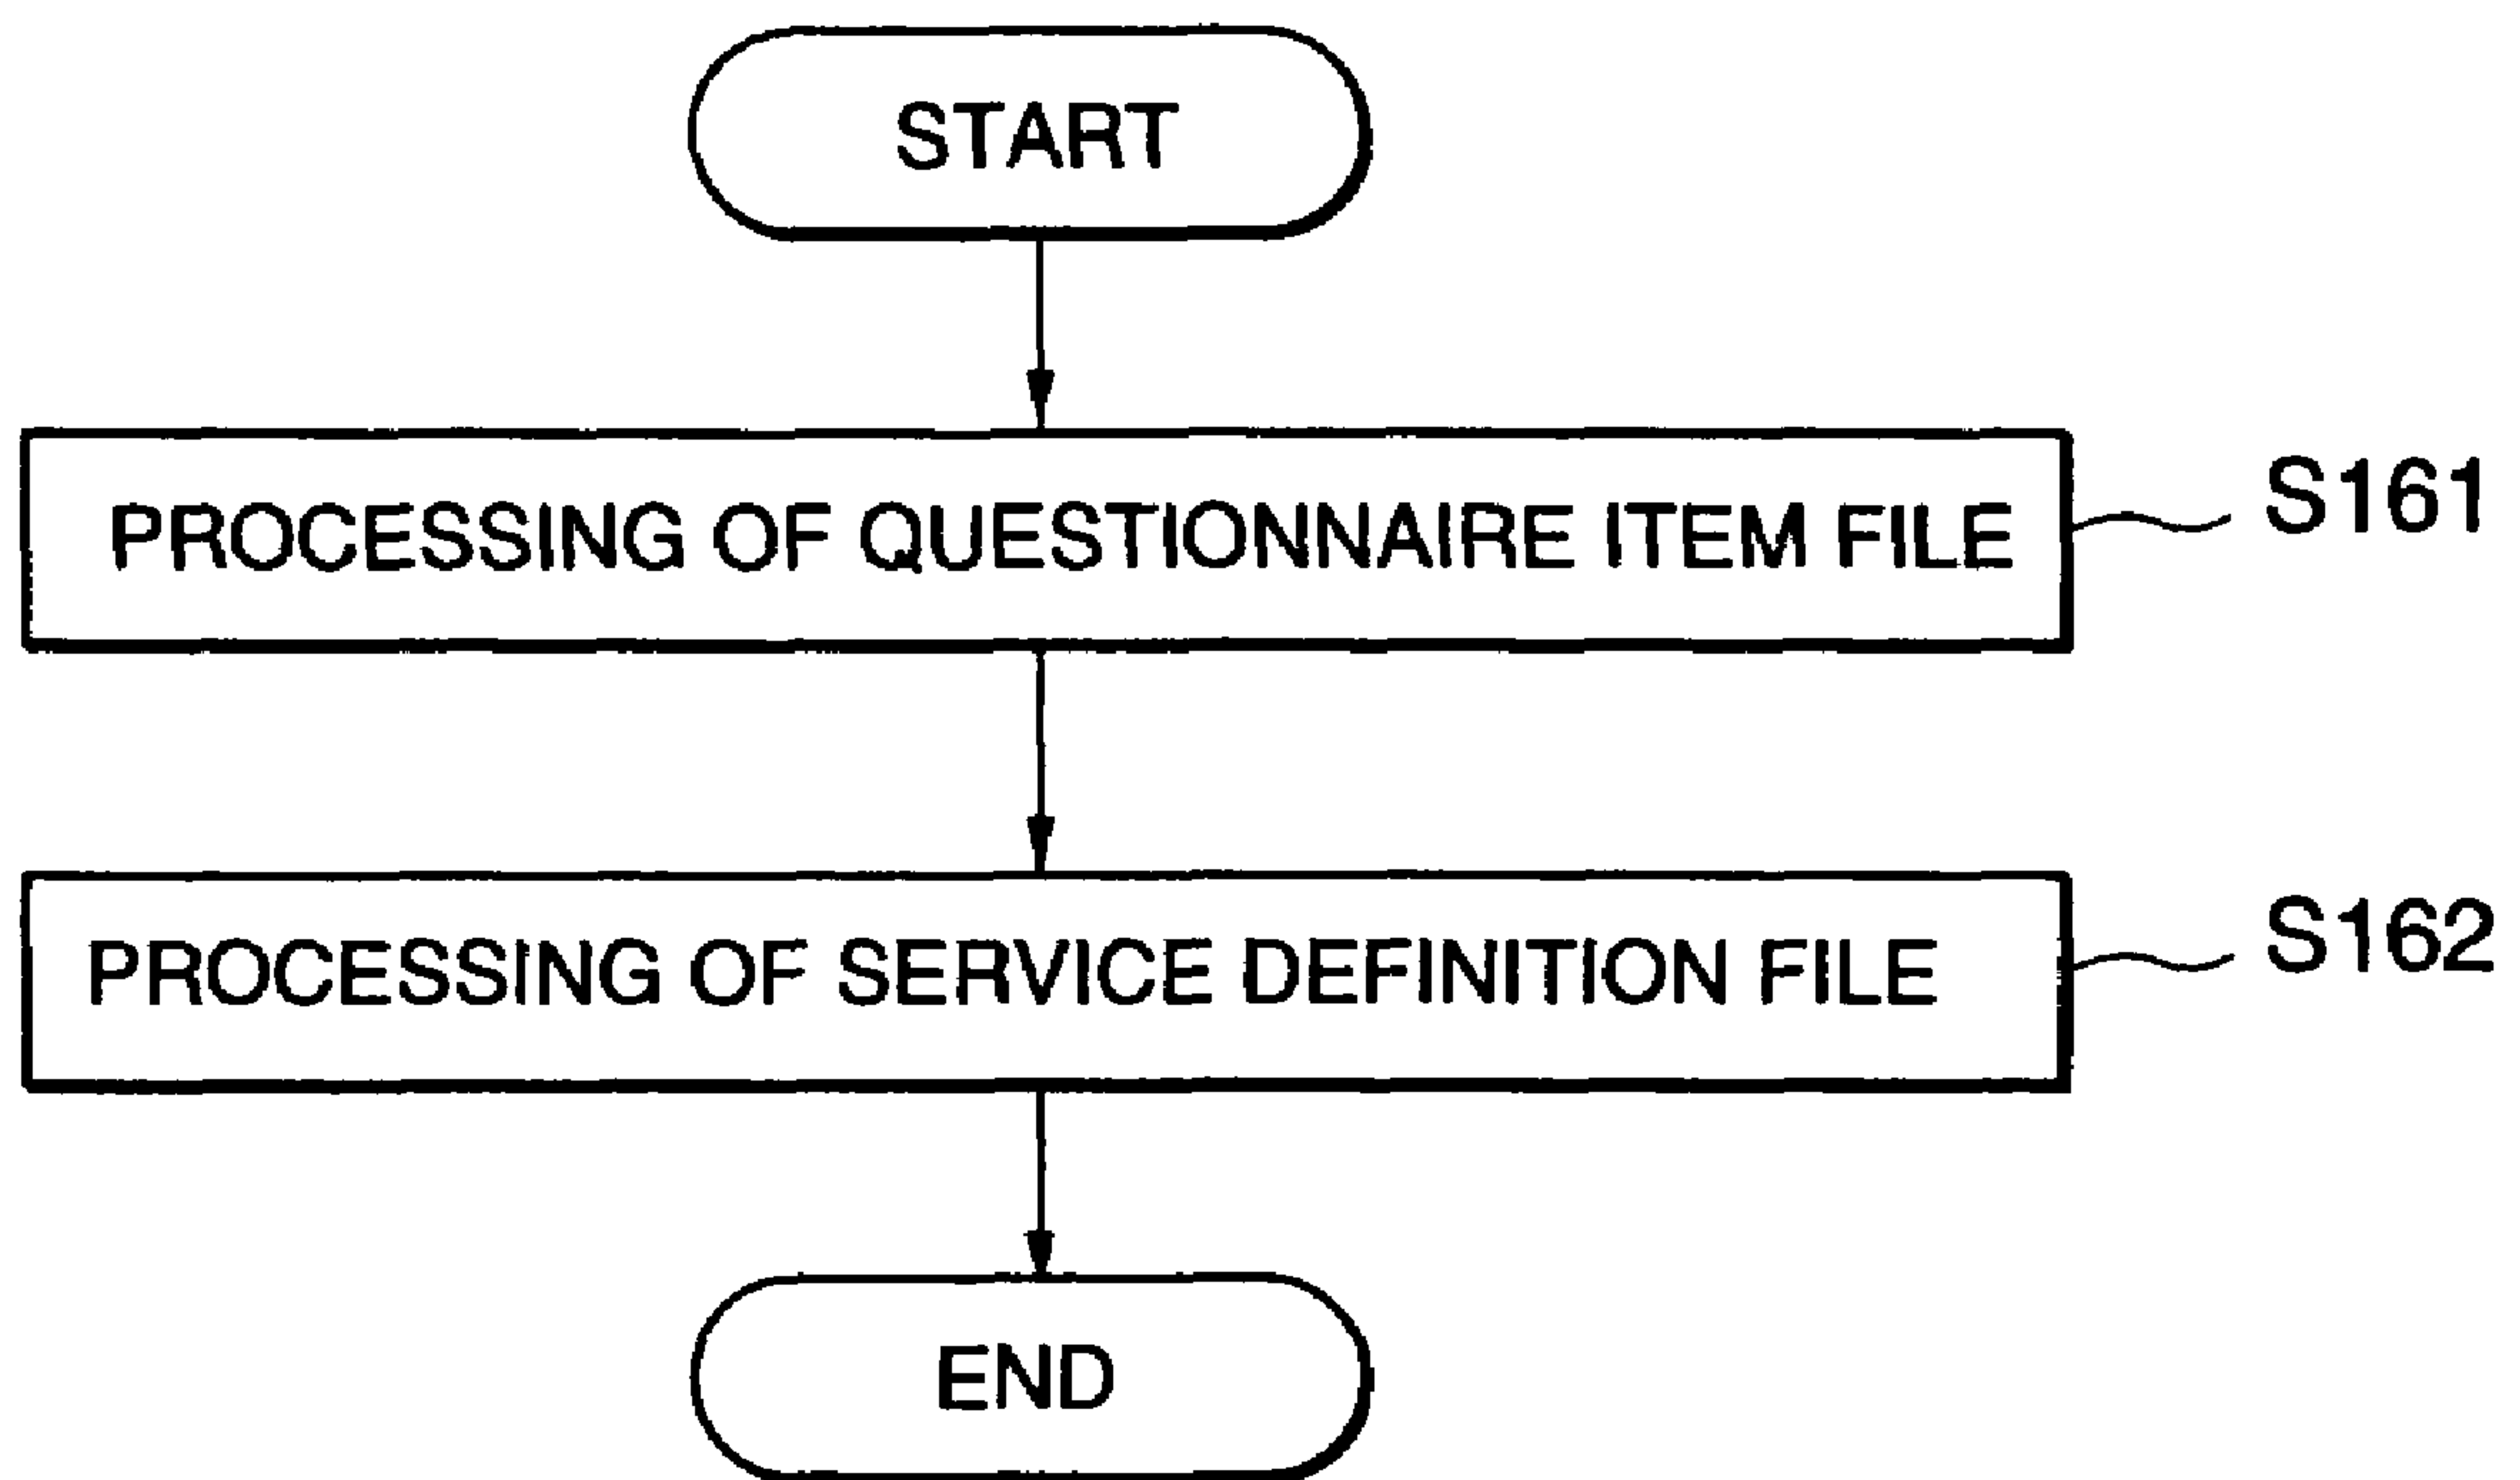 START
PROCESSING OF QUESTIONNAIRE ITEM FILE
S161
PROCESSING OF SERVICE DEFINITION FILE
S162
END